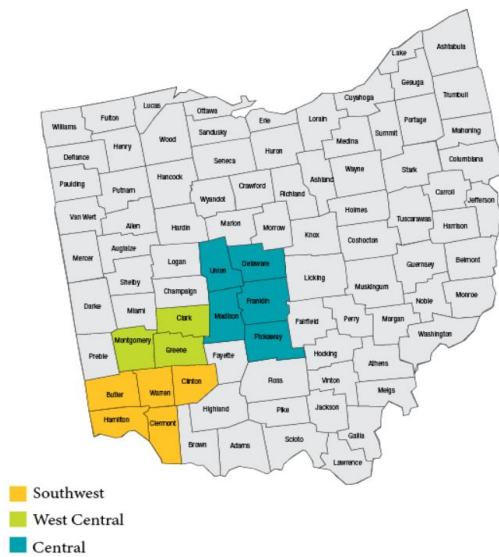 Ashtabula
Lake
Geauga
Trumbull
Cuyahoga
Lucas
Ottawa
Fulton
Williams
Erie
Lorain
Portage
Summit
Medina
Mahoning
Wood
Sandusky
Henry
Defiance
Huron
Seneca
Columbiana
Ashland
Wayne
Stark
Hancock
Paulding
Putnam
Crawford
Richland
Wyandot
Carroll
Jefferson
Van Wert
Allen
Hardin
Marion
Morrow
Holmes
Tuscarawas
Harrison
Knox
Coshocton
Auglaize
Mercer
Logan
Union
Delaware
Belmont
Guernsey
Shelby
Champaign
Licking
Muskingum
Darke
Miami
Clark
Madison
Franklin
Noble
Monroe
Fairfield
Perry
Morgan
Washington
Preble
Montgomery
Greene
Fayette
Pickaway
Hocking
Athens
Butler
Warren
Clinton
Ross
Vinton
Meigs
Hamilton
Clermont
Highland
Pike
Jackson
Brown
Adams
Scioto
Gallia
Lawrence
Southwest
West Central
Central